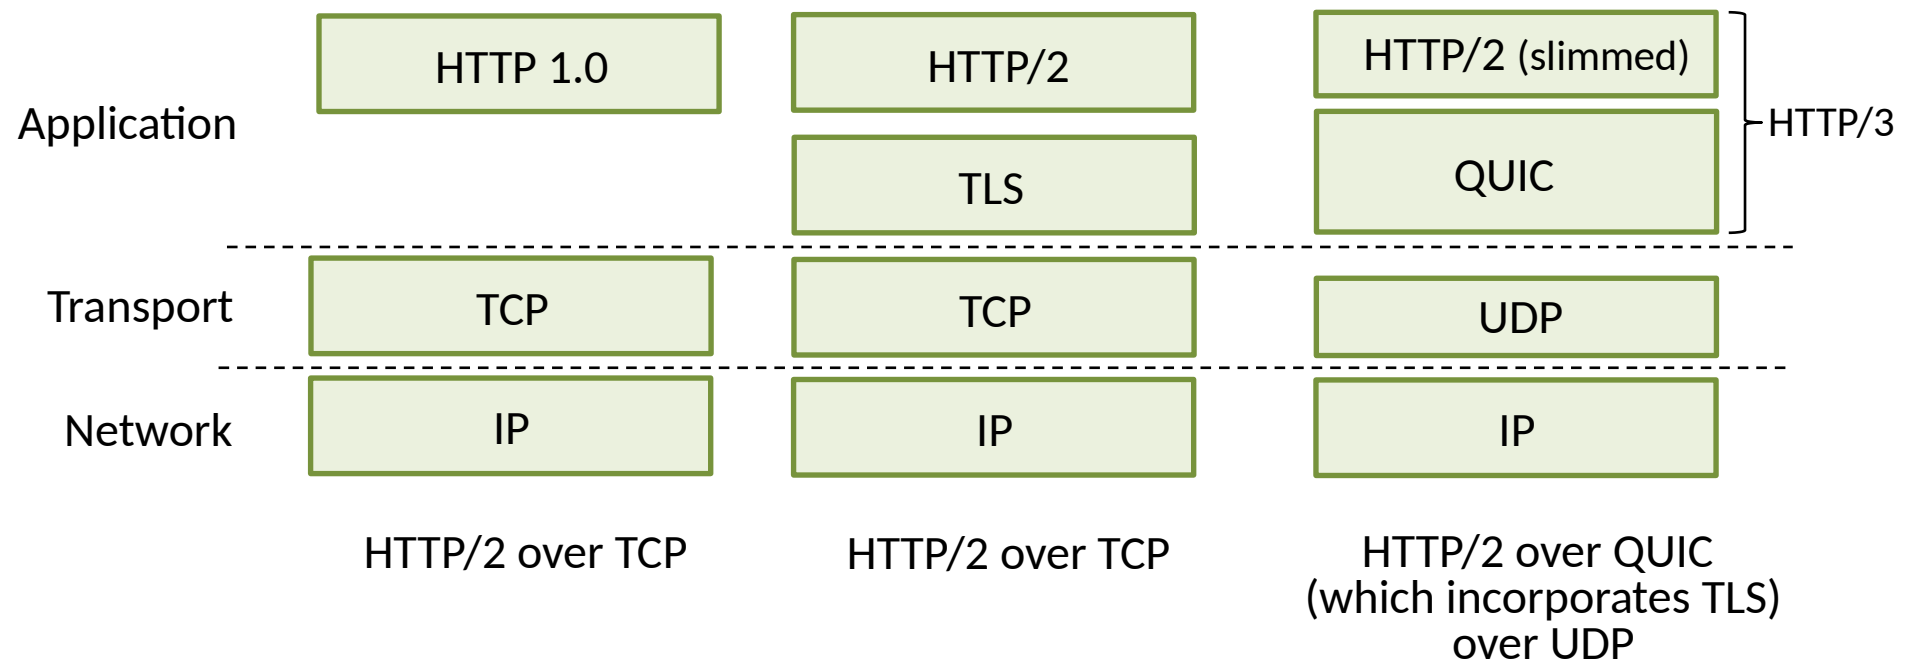 HTTP 1.0
HTTP/2
HTTP/2 (slimmed)
Application
HTTP/3
TLS
QUIC
Transport
TCP
TCP
UDP
Network
IP
IP
IP
HTTP/2 over TCP
HTTP/2 over TCP
HTTP/2 over QUIC
(which incorporates TLS)
over UDP